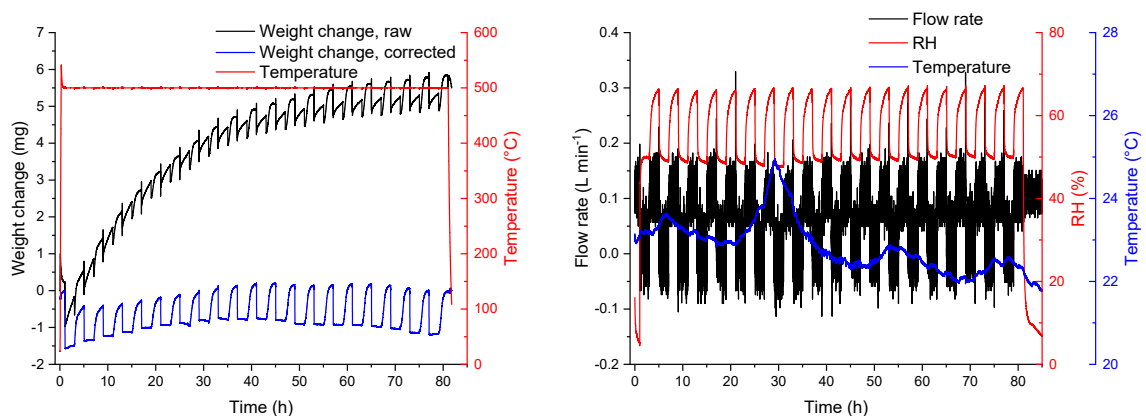 Weight change, raw
Weight change, corrected
Temperature
7
6
5
4
3
2
1
0
-1
-2
Weight change (mg)
600
500
400
300
200
100
0
Temperature (°C)
0 10 20 30 40 50 60 70 80
Time (h)
Flow rate
RH
Temperature
0.4
0.3
0.2
0.1
0.0
-0.1
-0.2
Flow rate (L min⁻¹)
80
60
40
20
0
RH (%)
28
26
25
24
23
22
20
Temperature (°C)
0 10 20 30 40 50 60 70 80
Time (h)